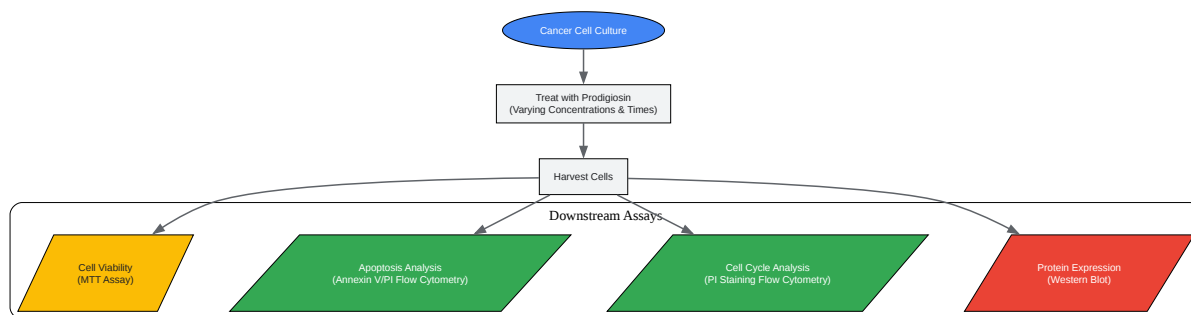 Cancer Cell Culture
Treat with Prodigiosin
(Varying Concentrations & Times)
Harvest Cells
Downstream Assays
Cell Viability
(MTT Assay)
Apoptosis Analysis
(Annexin V/PI Flow Cytometry)
Cell Cycle Analysis
(PI Staining Flow Cytometry)
Protein Expression
(Western Blot)